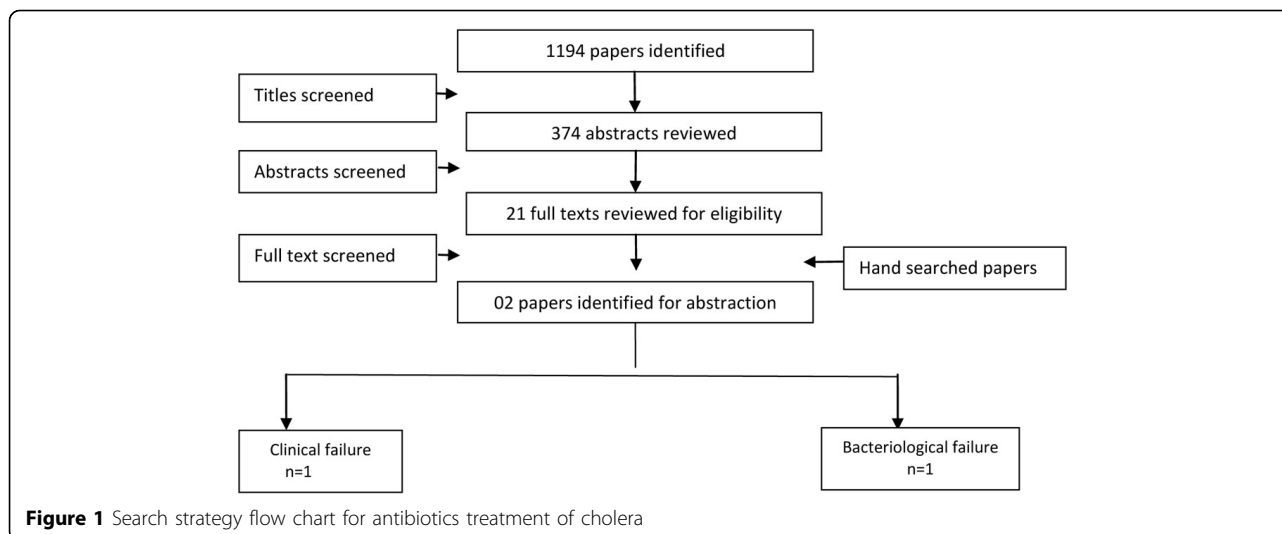 1194 papers identified
Titles screened
374 abstracts reviewed
Abstracts screened
21 full texts reviewed for eligibility
Full text screened
Hand searched papers
02 papers identified for abstraction
Clinical failure
n=1
Bacteriological failure
n=1
Figure 1 Search strategy flow chart for antibiotics treatment of cholera